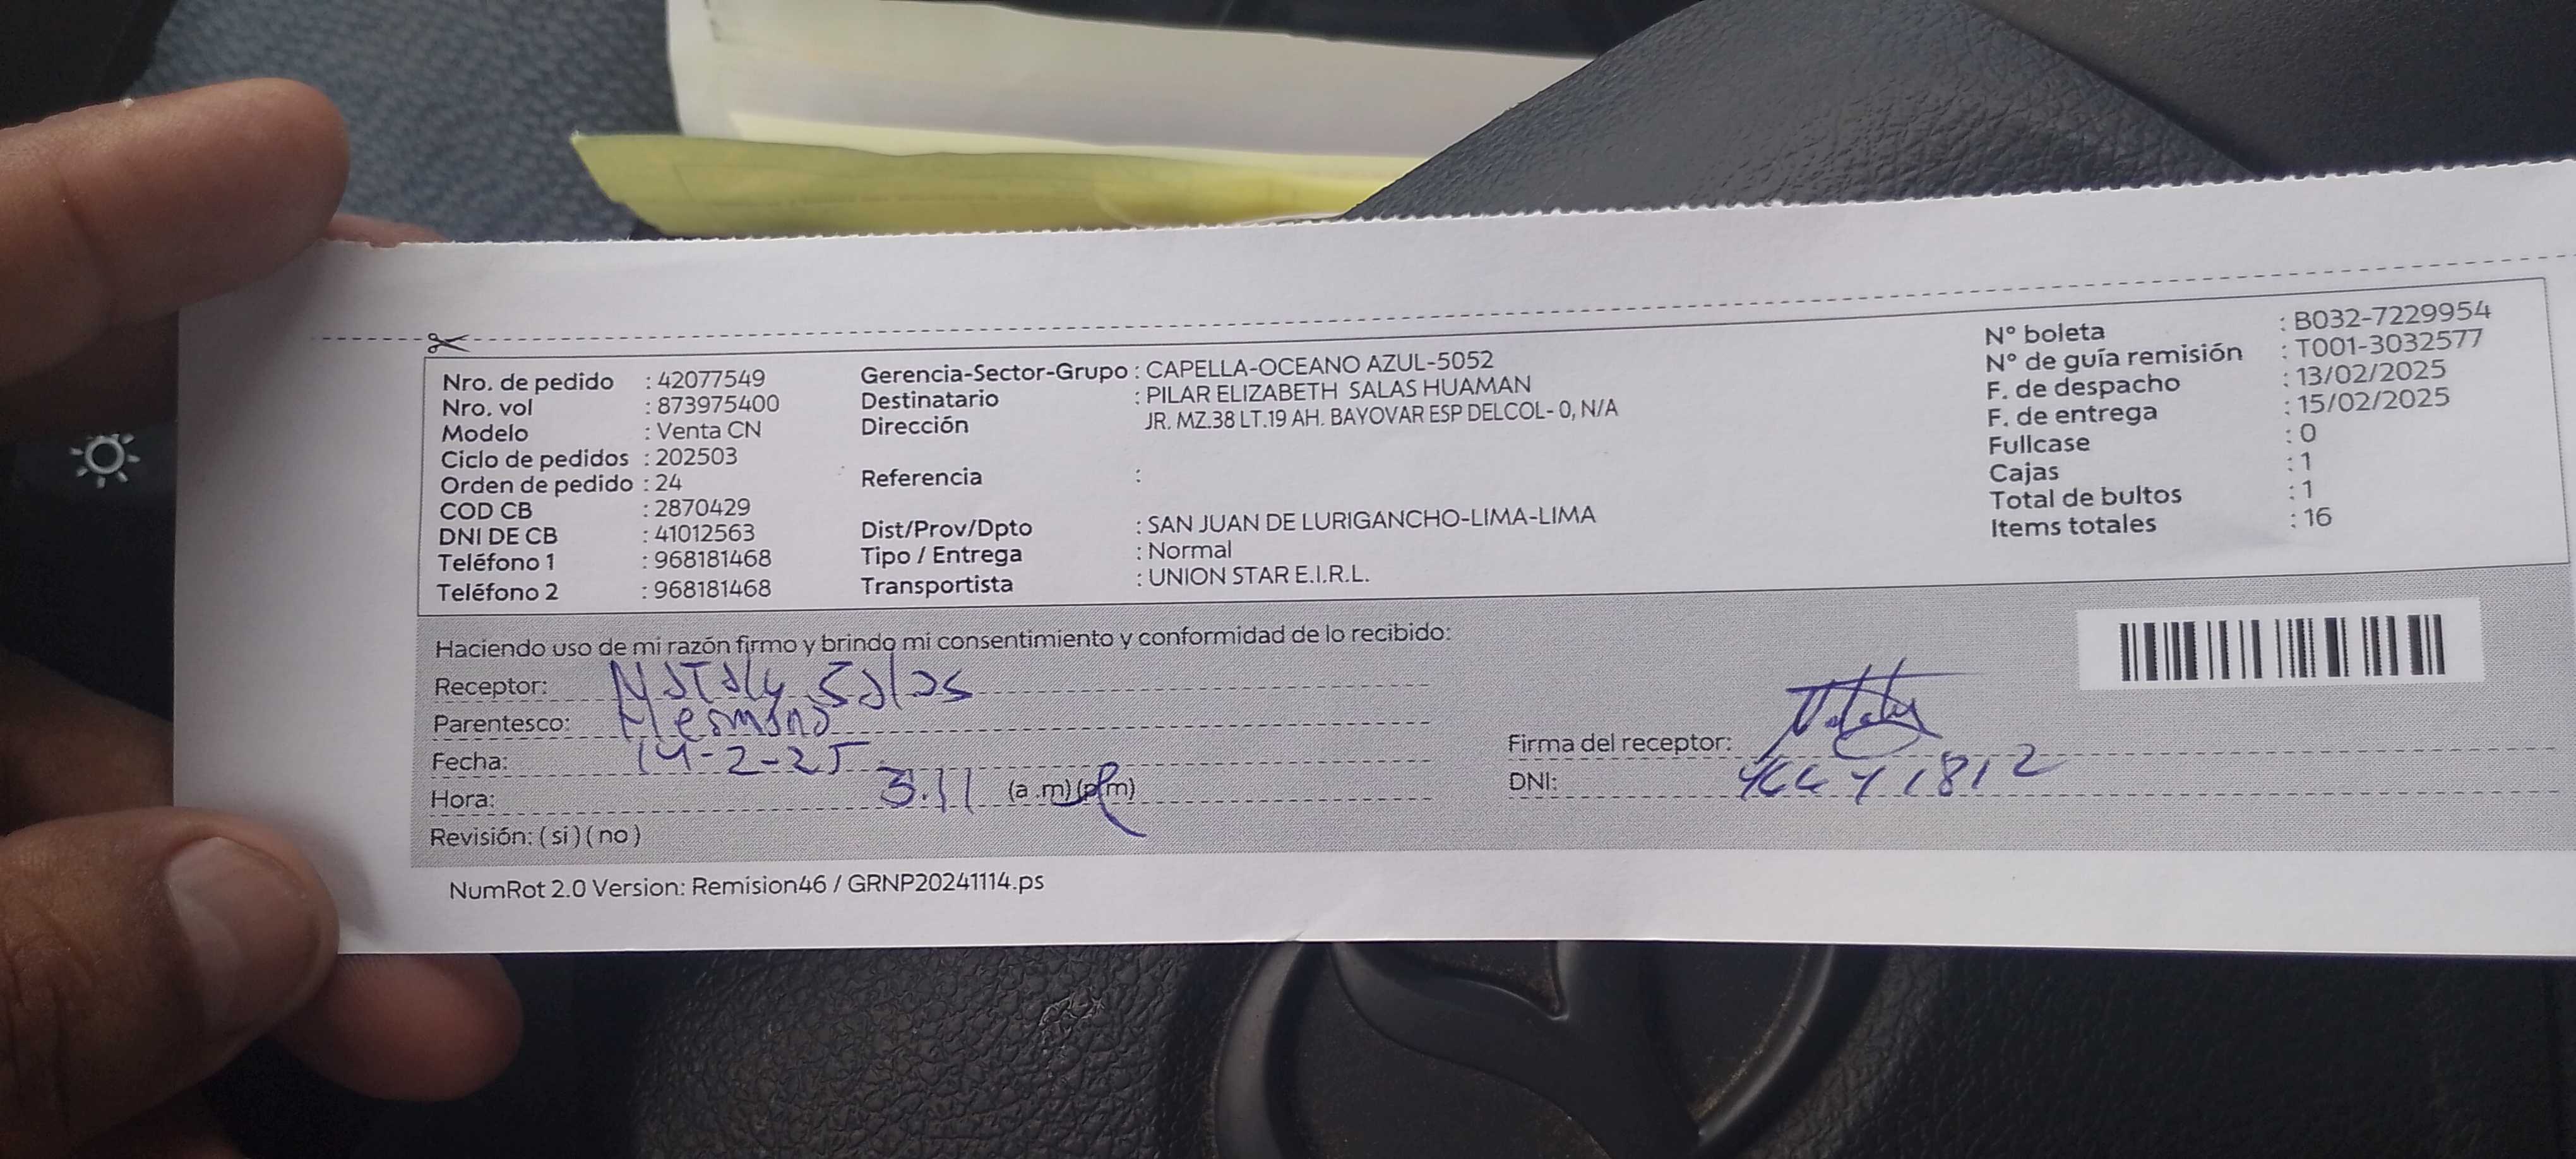 Nro. de pedido : 42077549
Nro. vol : 873975400
Modelo : Venta CN
Ciclo de pedidos : 202503
Orden de pedido : 24
COD CB : 2870429
DNI DE CB : 41012563
Teléfono 1 : 968181468
Teléfono 2 : 968181468
Gerencia-Sector-Grupo : CAPELLA-OCEANO AZUL-5052
Destinatario : PILAR ELIZABETH SALAS HUAMAN
Dirección JR. MZ.38 LT.19 AH. BAYOVAR ESP DELCOL- 0, N/A
Referencia :
Dist/Prov/Dpto : SAN JUAN DE LURIGANCHO-LIMA-LIMA
Tipo / Entrega : Normal
Transportista : UNION STAR E.I.R.L.
N° boleta : B032-7229954
N° de guía remisión : T001-3032577
F. de despacho : 13/02/2025
F. de entrega : 15/02/2025
Fullcase : 0
Cajas : 1
Total de bultos : 1
Items totales : 16
Haciendo uso de mi razón firmo y brindo mi consentimiento y conformidad de lo recibido:
Receptor: Nataly Salas
Parentesco: Hermana
Fecha: 14-2-25
Hora: 3.11 (a.m) (p.m)
Revisión: ( si ) ( no )
Firma del receptor:
DNI:
NumRot 2.0 Version: Remision46 / GRNP20241114.ps